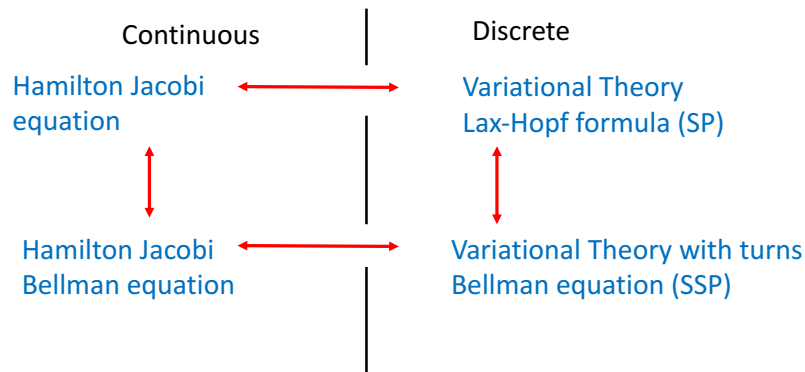 Continuous
Discrete
Hamilton Jacobi
equation
Variational Theory
Lax-Hopf formula (SP)
Hamilton Jacobi
Bellman equation
Variational Theory with turns
Bellman equation (SSP)